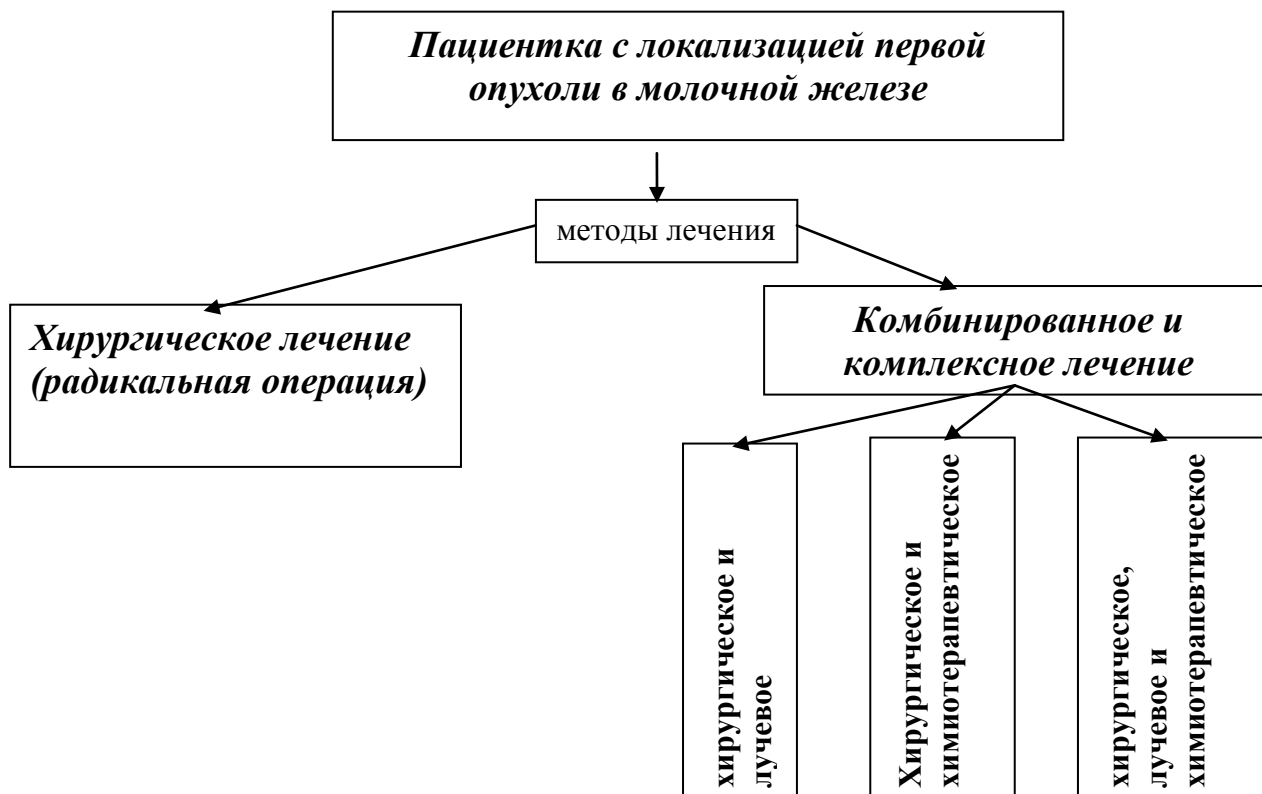 Пациентка с локализацией первой
опухоли в молочной железе
методы лечения
Хирургическое лечение
(радикальная операция)
Комбинированное и
комплексное лечение
хирургическое и
лучевое
Хирургическое и
химиотерапевтическое
хирургическое,
лучевое и
химиотерапевтическое